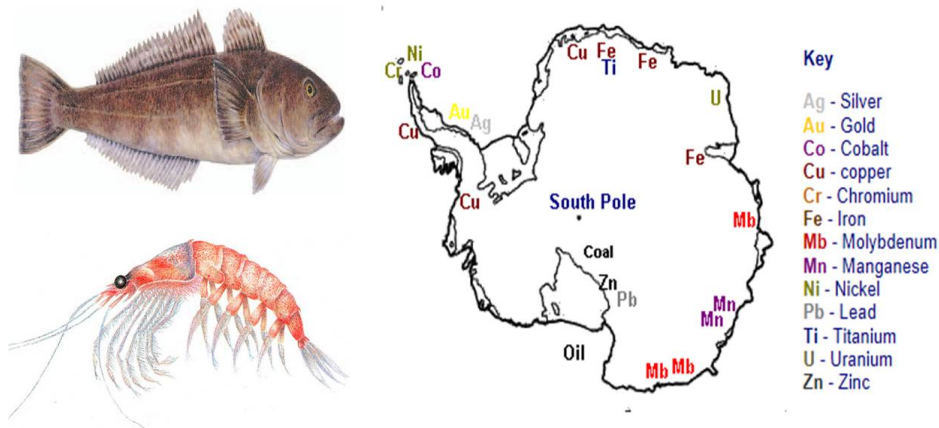 Ni
Cr Co
Cu Fe Fe
Ti
Au
Ag
U
Cu
Fe
Cu
South Pole
Mb
Coal
Zn
Pb
Mn
Mn
Oil
Mb Mb
Key
Ag - Silver
Au - Gold
Co - Cobalt
Cu - copper
Cr - Chromium
Fe - Iron
Mb - Molybdenum
Mn - Manganese
Ni - Nickel
Pb - Lead
Ti - Titanium
U - Uranium
Zn - Zinc